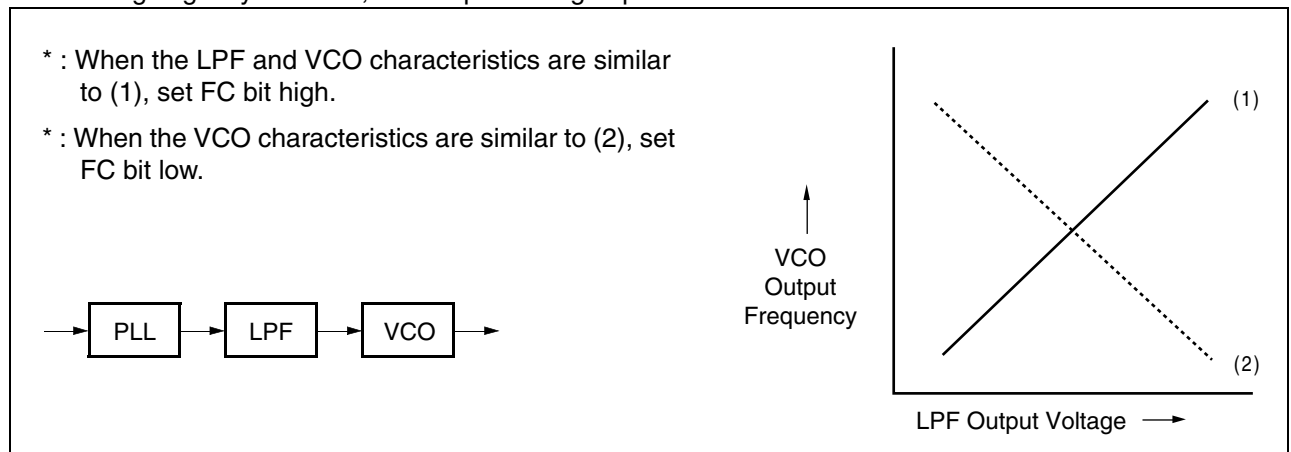 * : When the LPF and VCO characteristics are similar
to (1), set FC bit high.
* : When the VCO characteristics are similar to (2), set
FC bit low.
PLL
LPF
VCO
VCO
Output
Frequency
(1)
(2)
LPF Output Voltage